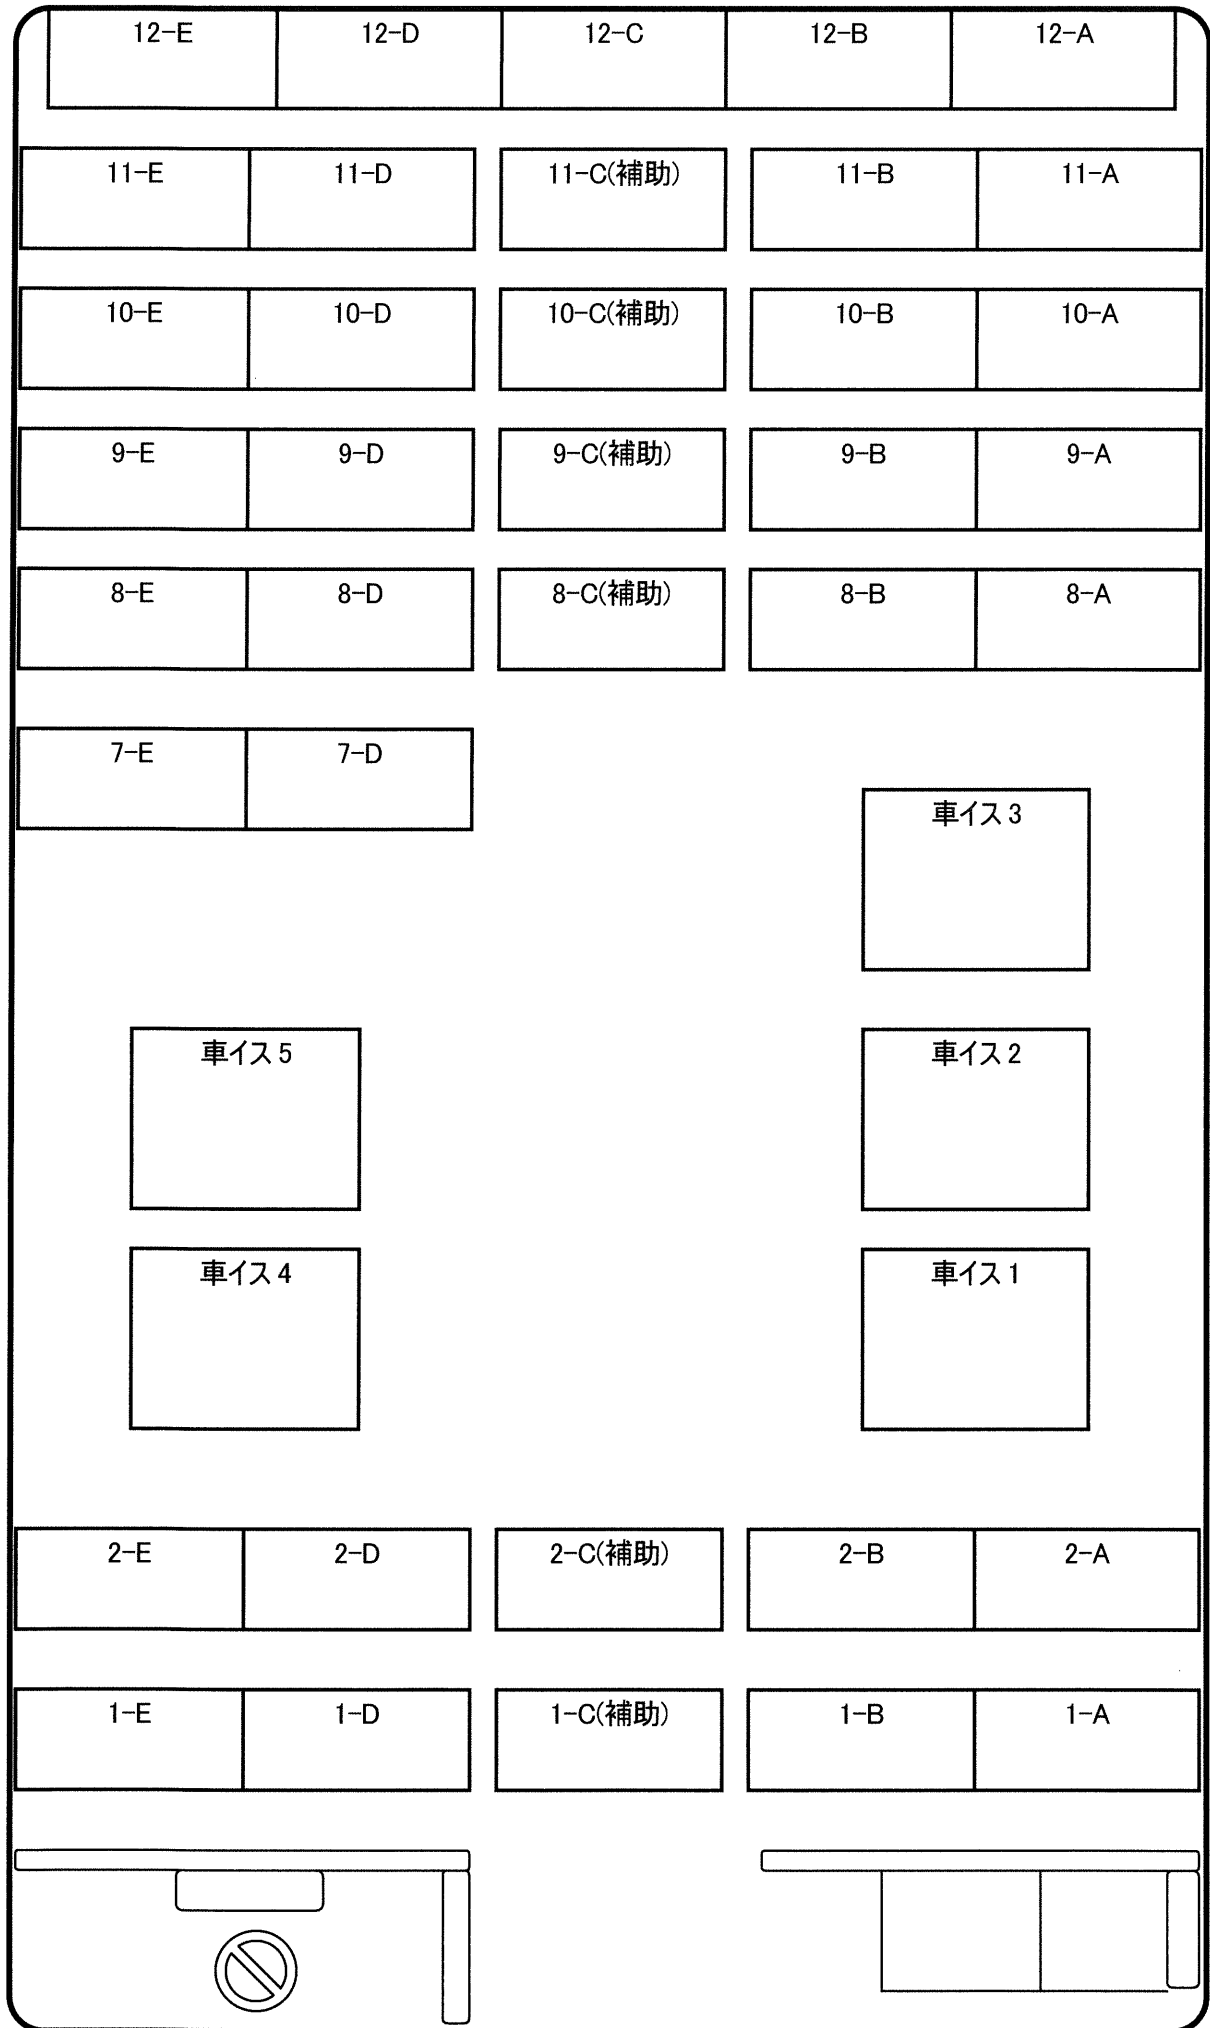 12-E 12-D 12-C 12-B 12-A
11-E 11-D 11-C(補助) 11-B 11-A
10-E 10-D 10-C(補助) 10-B 10-A
9-E 9-D 9-C(補助) 9-B 9-A
8-E 8-D 8-C(補助) 8-B 8-A
7-E 7-D
車イス 3
車イス 5 車イス 2
車イス 4 車イス 1
2-E 2-D 2-C(補助) 2-B 2-A
1-E 1-D 1-C(補助) 1-B 1-A